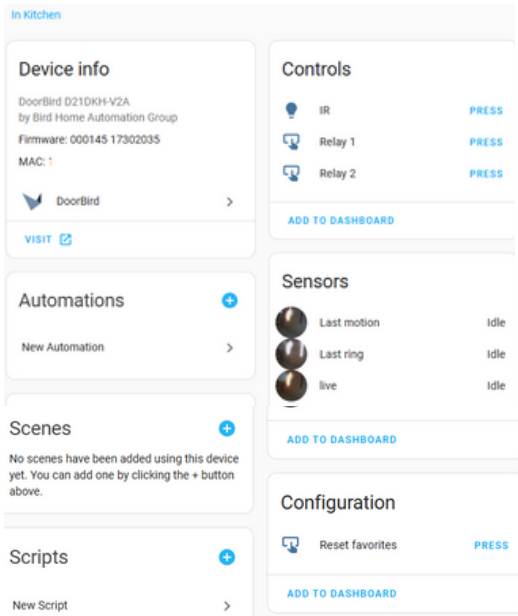 In Kitchen
Device info
DoorBird D21DKH-V2A
by Bird Home Automation Group
Firmware: 000145 17302035
MAC: 1
DoorBird
VISIT
Automations
New Automation
Scenes
No scenes have been added using this device
yet. You can add one by clicking the + button
above.
Scripts
New Script
Controls
IR PRESS
Relay 1 PRESS
Relay 2 PRESS
ADD TO DASHBOARD
Sensors
Last motion Idle
Last ring Idle
live Idle
ADD TO DASHBOARD
Configuration
Reset favorites PRESS
ADD TO DASHBOARD